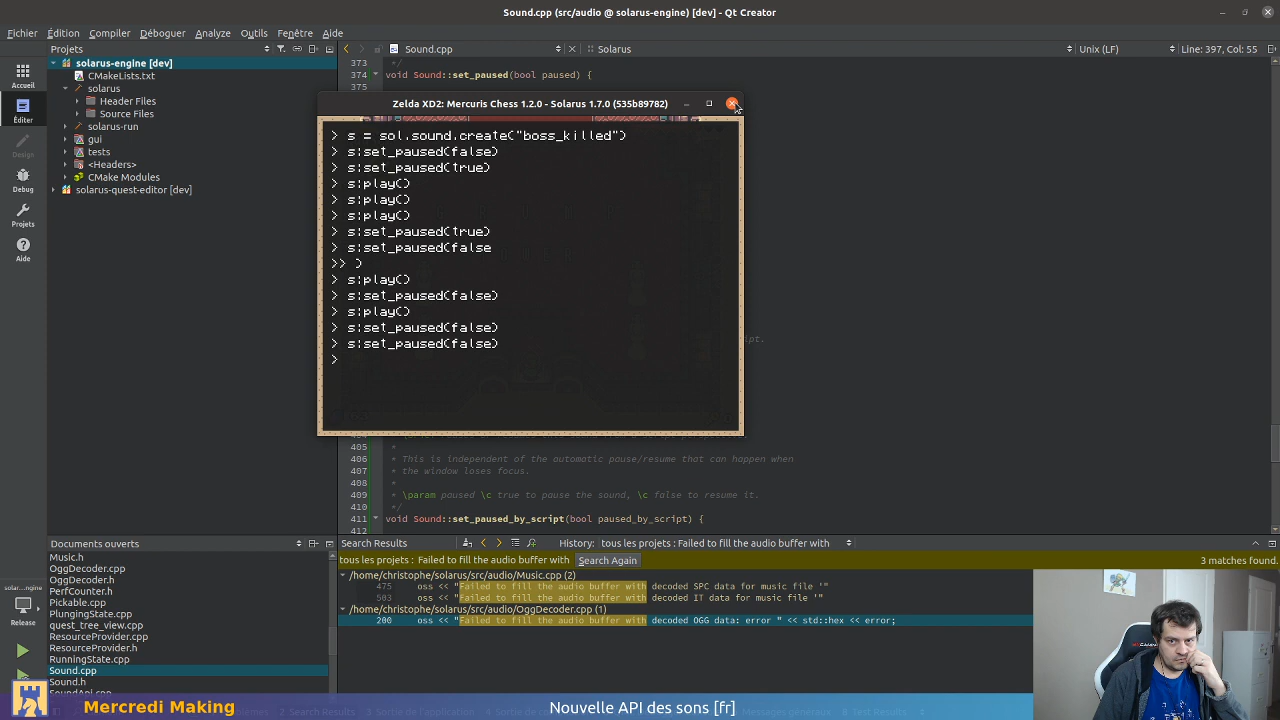 Sound.cpp (src/audio @ solarus-engine) [dev] - Qt Creator
Fichier Édition Compiler Déboguer Analyze Outils Fenêtre Aide
Projets Sound.cpp Solarus Unix (LF) Line: 397, Col: 55
Accueil
Éditer
Design
Debug
Projets
Aide
solarus-engine [dev]
CMakeLists.txt
solarus
Header Files
Source Files
solarus-run
gui
tests
<Headers>
CMake Modules
solarus-quest-editor [dev]
373 */
374 void Sound::set_paused(bool paused) {
375
Zelda XD2: Mercuris Chess 1.2.0 - Solarus 1.7.0 (535b89782)
> s = sol.sound.create("boss_killed")
> s:set_paused(false)
> s:set_paused(true)
> s:play()
> s:play()
> s:play()
> s:set_paused(true)
> s:set_paused(false
>> )
> s:play()
> s:set_paused(false)
> s:play()
> s:set_paused(false)
> s:set_paused(false)
>
405 *
406 * This is independent of the automatic pause/resume that can happen when
407 * the window loses focus.
408 *
409 * \param paused \c true to pause the sound, \c false to resume it.
410 */
411 void Sound::set_paused_by_script(bool paused_by_script) {
412
Documents ouverts
Music.h
OggDecoder.cpp
OggDecoder.h
PerfCounter.h
Pickable.cpp
PlungingState.cpp
quest_tree_view.cpp
ResourceProvider.cpp
ResourceProvider.h
RunningState.cpp
Sound.cpp
Sound.h
SoundApi.cpp
solar...ngine
Release
Search Results History: tous les projets : Failed to fill the audio buffer with
tous les projets : Failed to fill the audio buffer with Search Again 3 matches found.
/home/christophe/solarus/src/audio/Music.cpp (2)
475 oss << "Failed to fill the audio buffer with decoded SPC data for music file '"
503 oss << "Failed to fill the audio buffer with decoded IT data for music file '"
/home/christophe/solarus/src/audio/OggDecoder.cpp (1)
200 oss << "Failed to fill the audio buffer with decoded OGG data: error " << std::hex << error;
Mercredi Making
Nouvelle API des sons [fr]